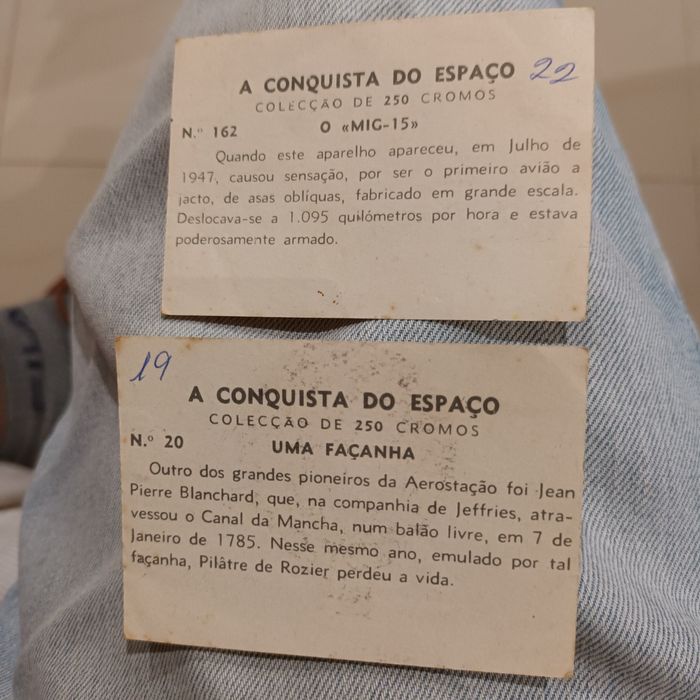 A CONQUISTA DO ESPAÇO 22
COLECÇÃO DE 250 CROMOS
N.º 162 O «MIG-15»
Quando este aparelho apareceu, em Julho de
1947, causou sensação, por ser o primeiro avião a
jacto, de asas oblíquas, fabricado em grande escala.
Deslocava-se a 1.095 quilómetros por hora e estava
poderosamente armado.
19
A CONQUISTA DO ESPAÇO
COLECÇÃO DE 250 CROMOS
N.º 20 UMA FAÇANHA
Outro dos grandes pioneiros da Aerostação foi Jean
Pierre Blanchard, que, na companhia de Jeffries, atra-
vessou o Canal da Mancha, num balão livre, em 7 de
Janeiro de 1785. Nesse mesmo ano, emulado por tal
façanha, Pilâtre de Rozier perdeu a vida.